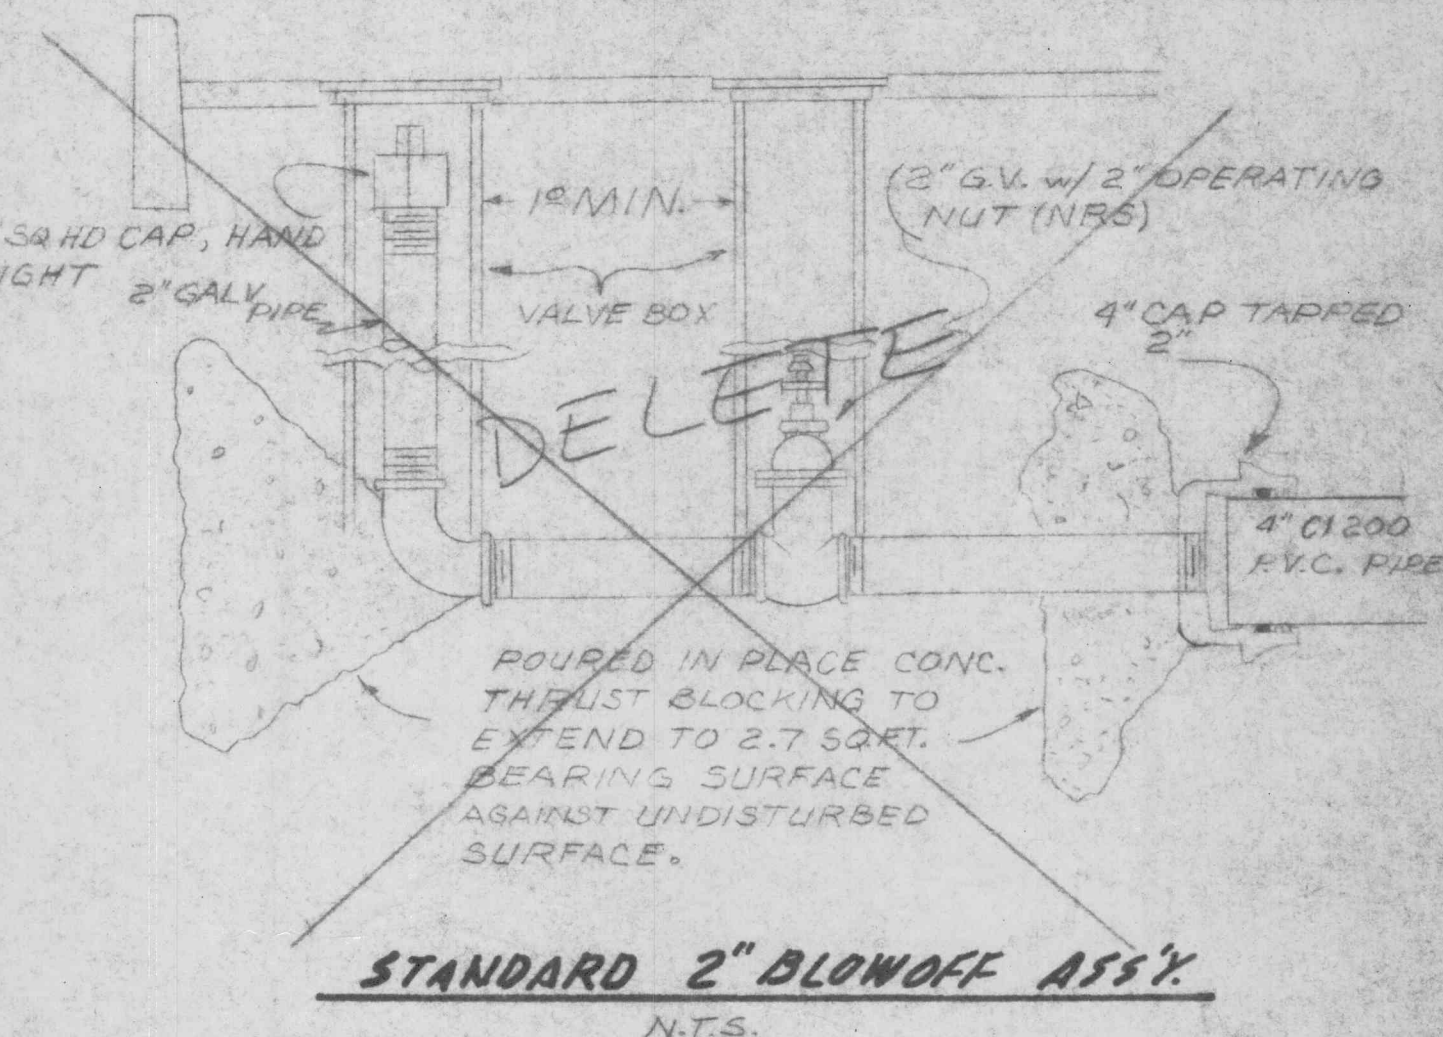 1º MIN.
2" G.V. w/ 2" OPERATING
NUT (NRS)
SQ HD CAP, HAND
2" GALV.
PIPE
VALVE BOX
4" CAP TAPPED
2"
DELETE
4" Cl 200
P.V.C. PIPE
POURED IN PLACE CONC.
THRUST BLOCKING TO
EXTEND TO 2.7 SQ.FT.
BEARING SURFACE
AGAINST UNDISTURBED
SURFACE.
STANDARD 2" BLOWOFF ASS'Y.
N.T.S.